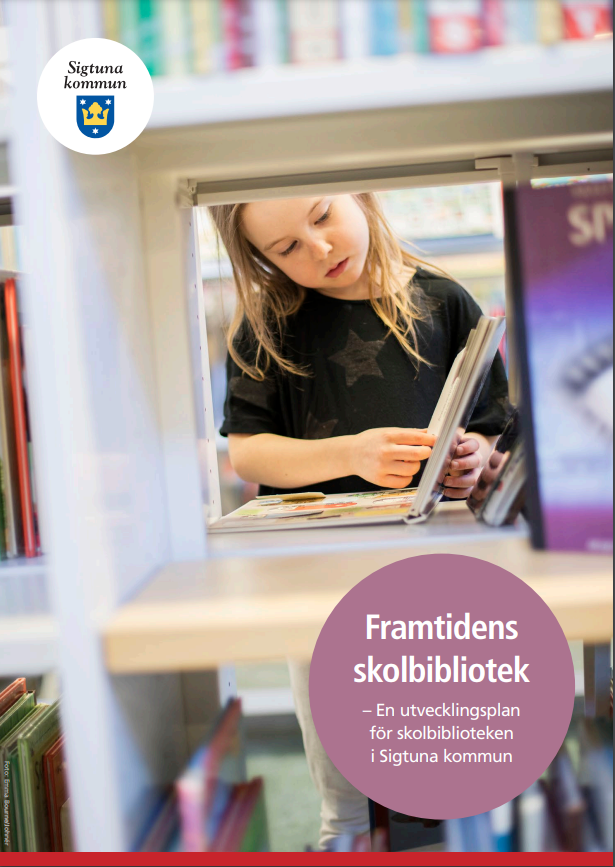 Sigtuna
kommun
Framtidens
skolbibliotek
– En utvecklingsplan
för skolbiblioteken
i Sigtuna kommun